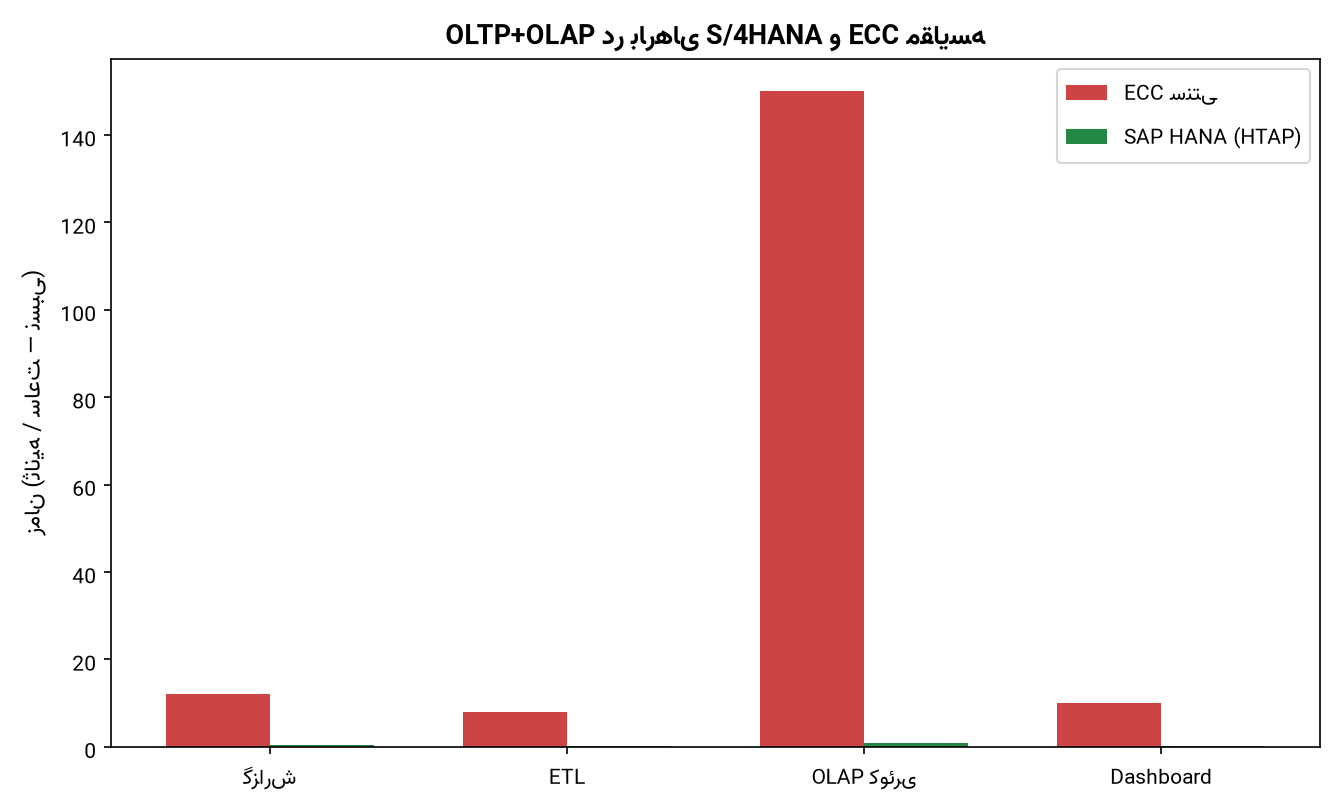 مقایسه ECC و S/4HANA در بارهای OLTP+OLAP
ECC سنتی
SAP HANA (HTAP)
زمان (ثانیه / ساعت — نسبی)
140
120
100
80
60
40
20
0
گزارش
ETL
کوئری OLAP
Dashboard